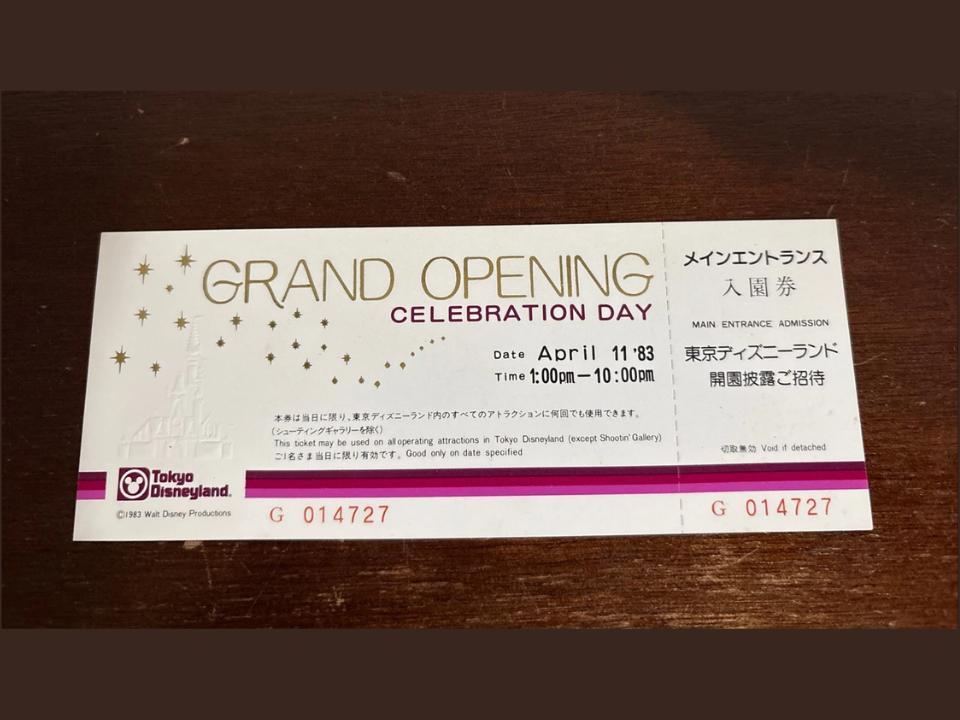 GRAND OPENING
CELEBRATION DAY
Date April 11 '83
Time 1:00pm—10:00pm
本券は当日に限り、東京ディズニーランド内のすべてのアトラクションに何回でも使用できます。
(シューティングギャラリーを除く)
This ticket may be used on all operating attractions in Tokyo Disneyland (except Shootin' Gallery)
ご1名さま当日に限り有効です。 Good only on date specified
Tokyo
Disneyland.
©1983 Walt Disney Productions
G 014727
メインエントランス
入園券
MAIN ENTRANCE ADMISSION
東京ディズニーランド
開園披露ご招待
切取無効 Void if detached
G 014727